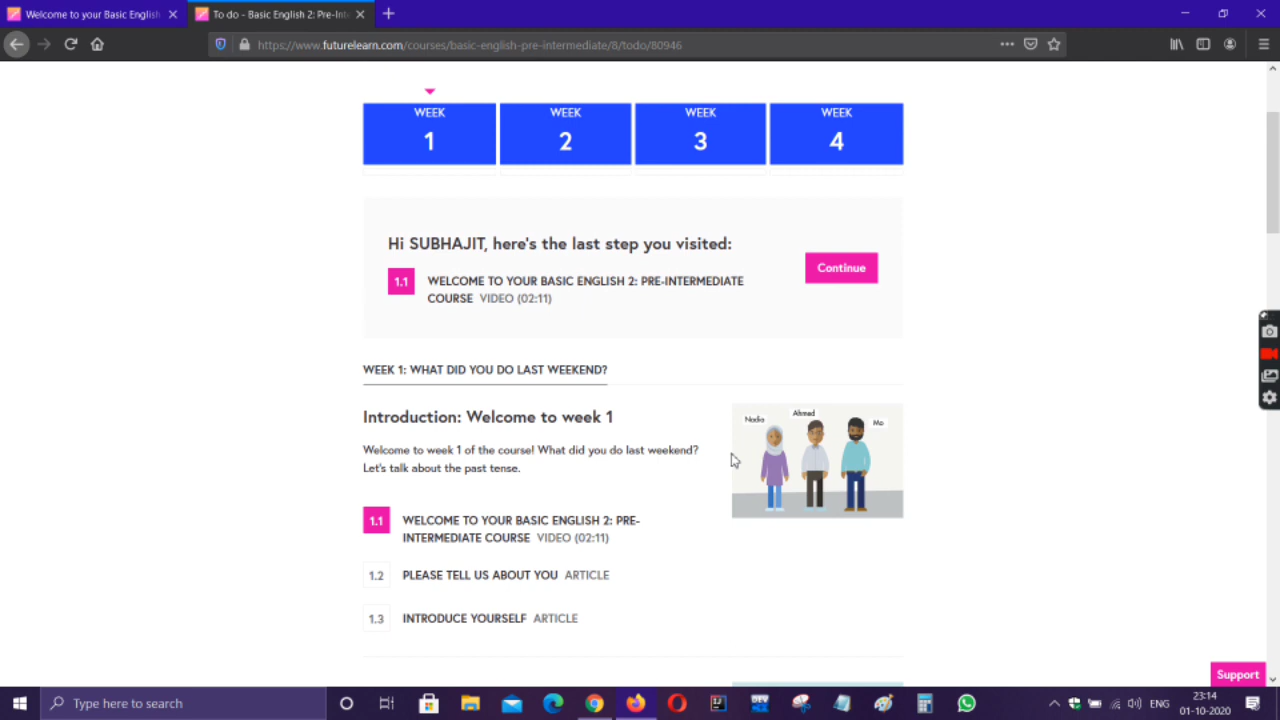 Welcome to your Basic English
To do - Basic English 2: Pre-Int
https://www.futurelearn.com/courses/basic-english-pre-intermediate/8/todo/80946
WEEK
1
WEEK
2
WEEK
3
WEEK
4
Hi SUBHAJIT, here's the last step you visited:
1.1
WELCOME TO YOUR BASIC ENGLISH 2: PRE-INTERMEDIATE
COURSE VIDEO (02:11)
Continue
WEEK 1: WHAT DID YOU DO LAST WEEKEND?
Introduction: Welcome to week 1
Welcome to week 1 of the course! What did you do last weekend?
Let's talk about the past tense.
Nadia
Ahmed
Mo
1.1
WELCOME TO YOUR BASIC ENGLISH 2: PRE-
INTERMEDIATE COURSE VIDEO (02:11)
1.2
PLEASE TELL US ABOUT YOU ARTICLE
1.3
INTRODUCE YOURSELF ARTICLE
Support
Type here to search
ENG
23:14
01-10-2020